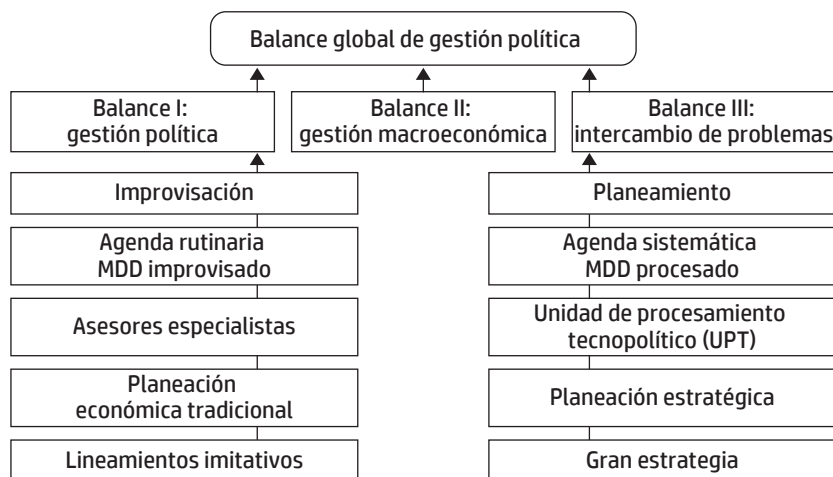 Balance global de gestión política
Balance I:
gestión política
Balance II:
gestión macroeconómica
Balance III:
intercambio de problemas
Improvisación
Planeamiento
Agenda rutinaria
MDD improvisado
Agenda sistemática
MDD procesado
Asesores especialistas
Unidad de procesamiento
tecnopolítico (UPT)
Planeación
económica tradicional
Planeación estratégica
Lineamientos imitativos
Gran estrategia